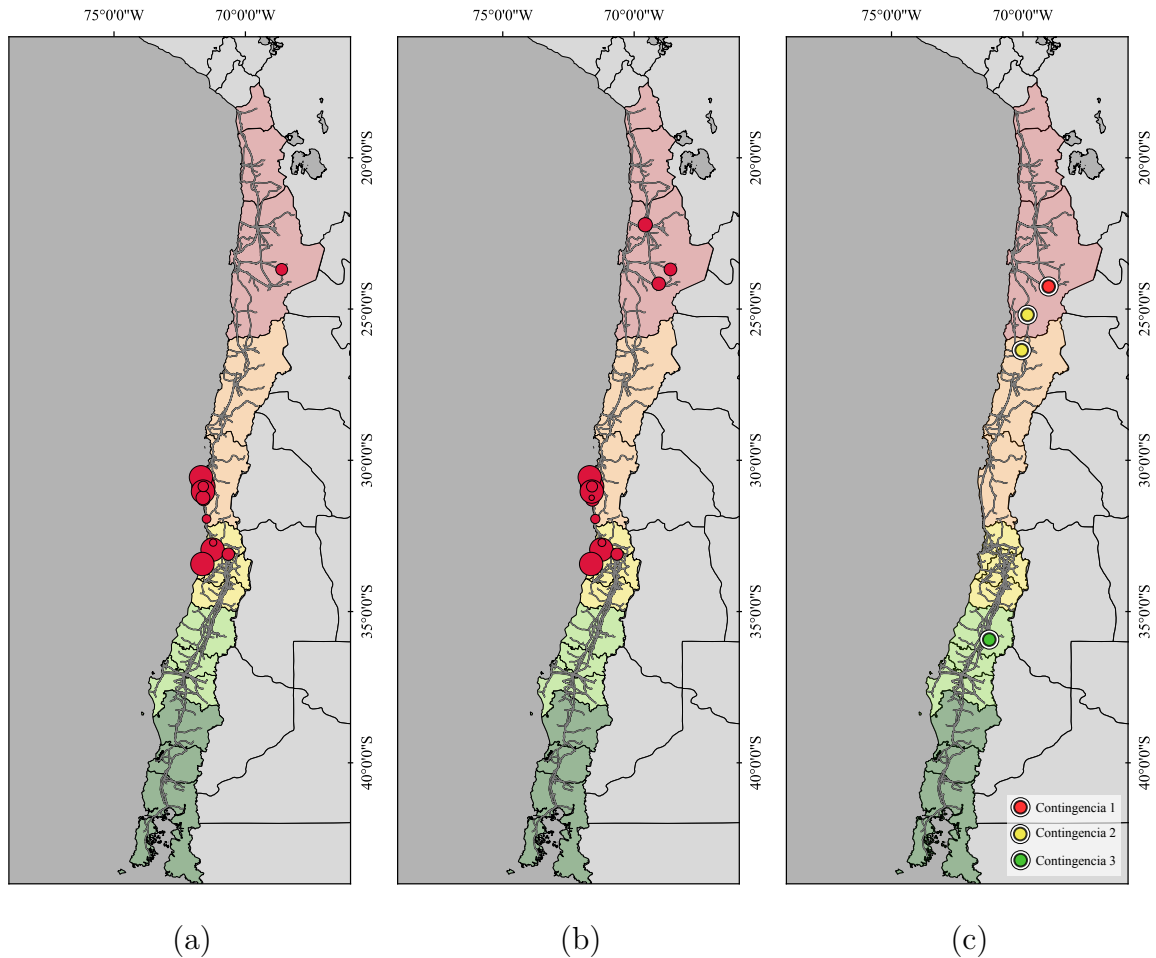 75°0'0"W 70°0'0"W 75°0'0"W 70°0'0"W 75°0'0"W 70°0'0"W
20°0'0"S 20°0'0"S 20°0'0"S
25°0'0"S 25°0'0"S 25°0'0"S
30°0'0"S 30°0'0"S 30°0'0"S
35°0'0"S 35°0'0"S 35°0'0"S
40°0'0"S 40°0'0"S 40°0'0"S
Contingencia 1
Contingencia 2
Contingencia 3
(a) (b) (c)